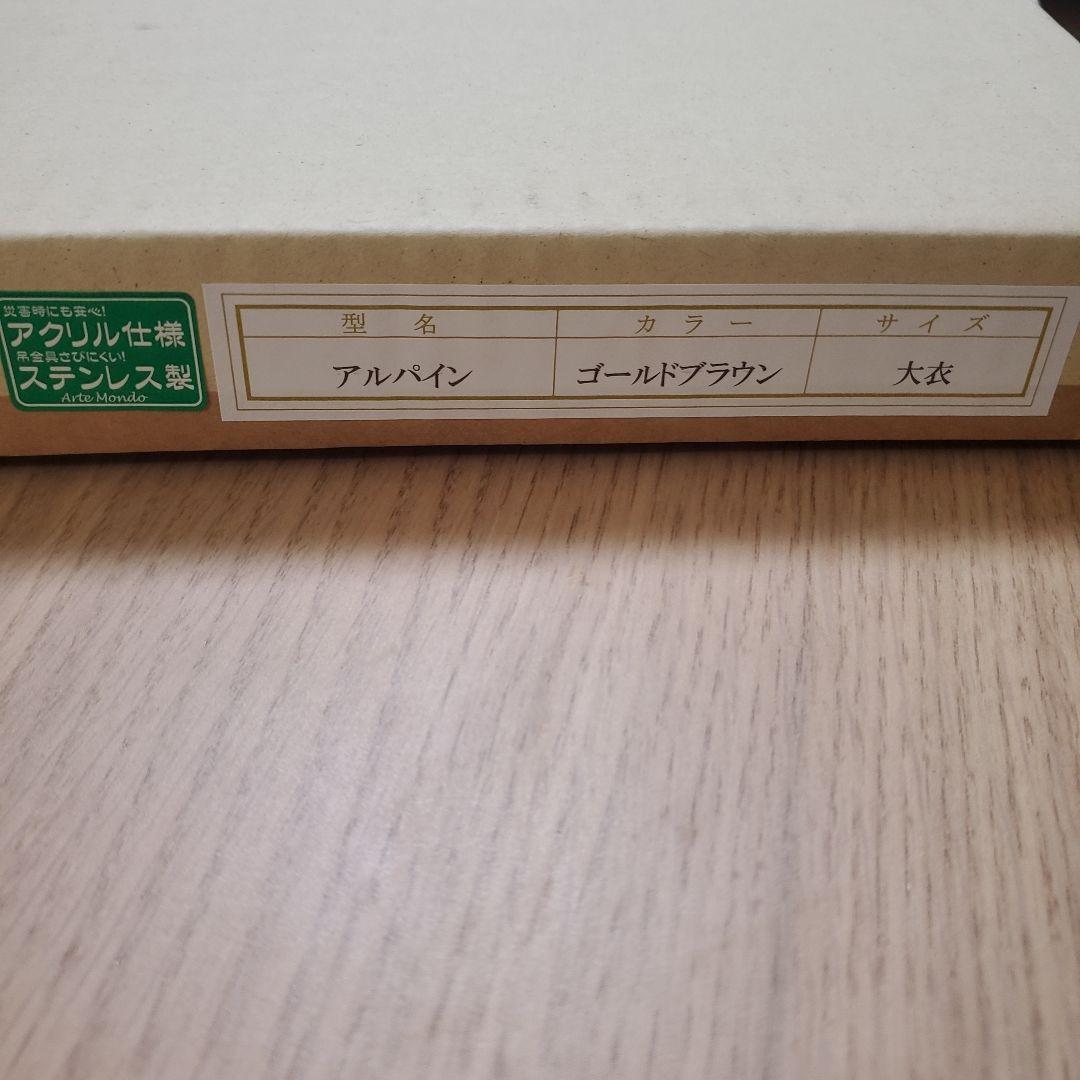 災害時にも安心!
アクリル仕様
吊金具さびにくい!
ステンレス製
Arte Mondo
型名 カラー サイズ
アルパイン ゴールドブラウン 大衣